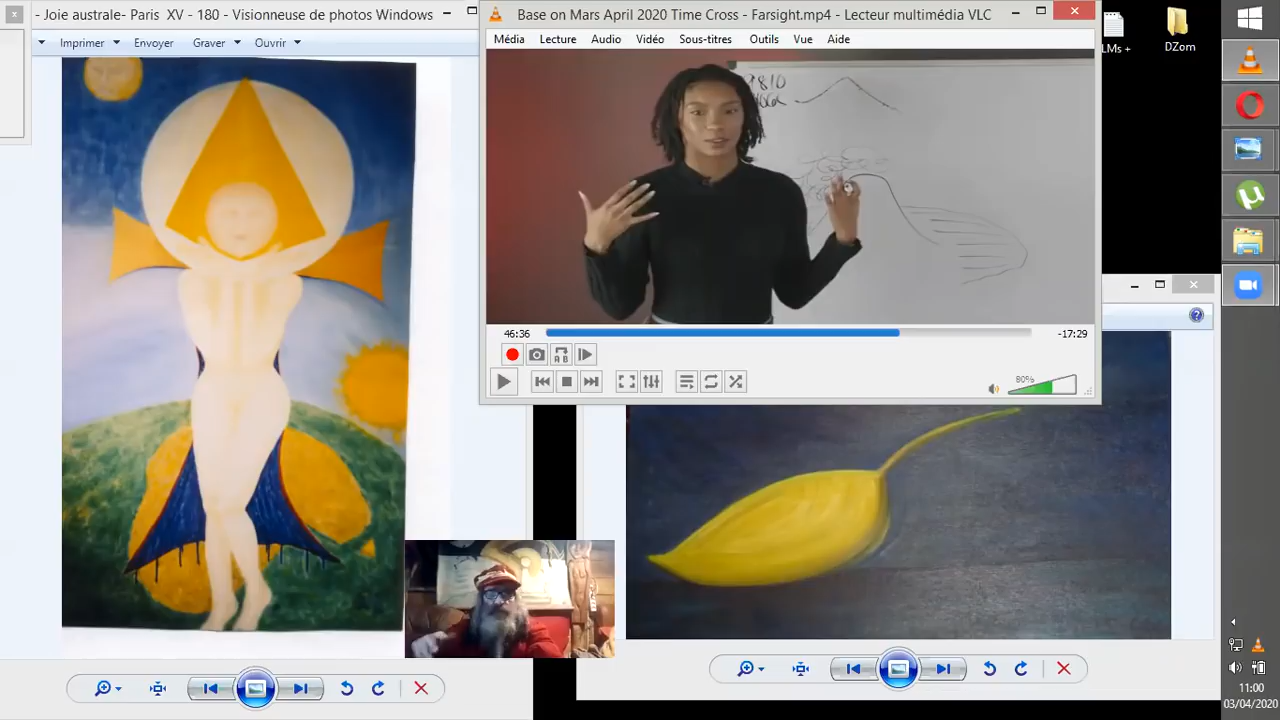 - Joie australe- Paris XV - 180 - Visionneuse de photos Windows
Imprimer Envoyer Graver Ouvrir
Base on Mars April 2020 Time Cross - Farsight.mp4 - Lecteur multimédia VLC
Média Lecture Audio Vidéo Sous-titres Outils Vue Aide
46:36
-17:29
80%
LMs +
DZom
11:00
03/04/2020